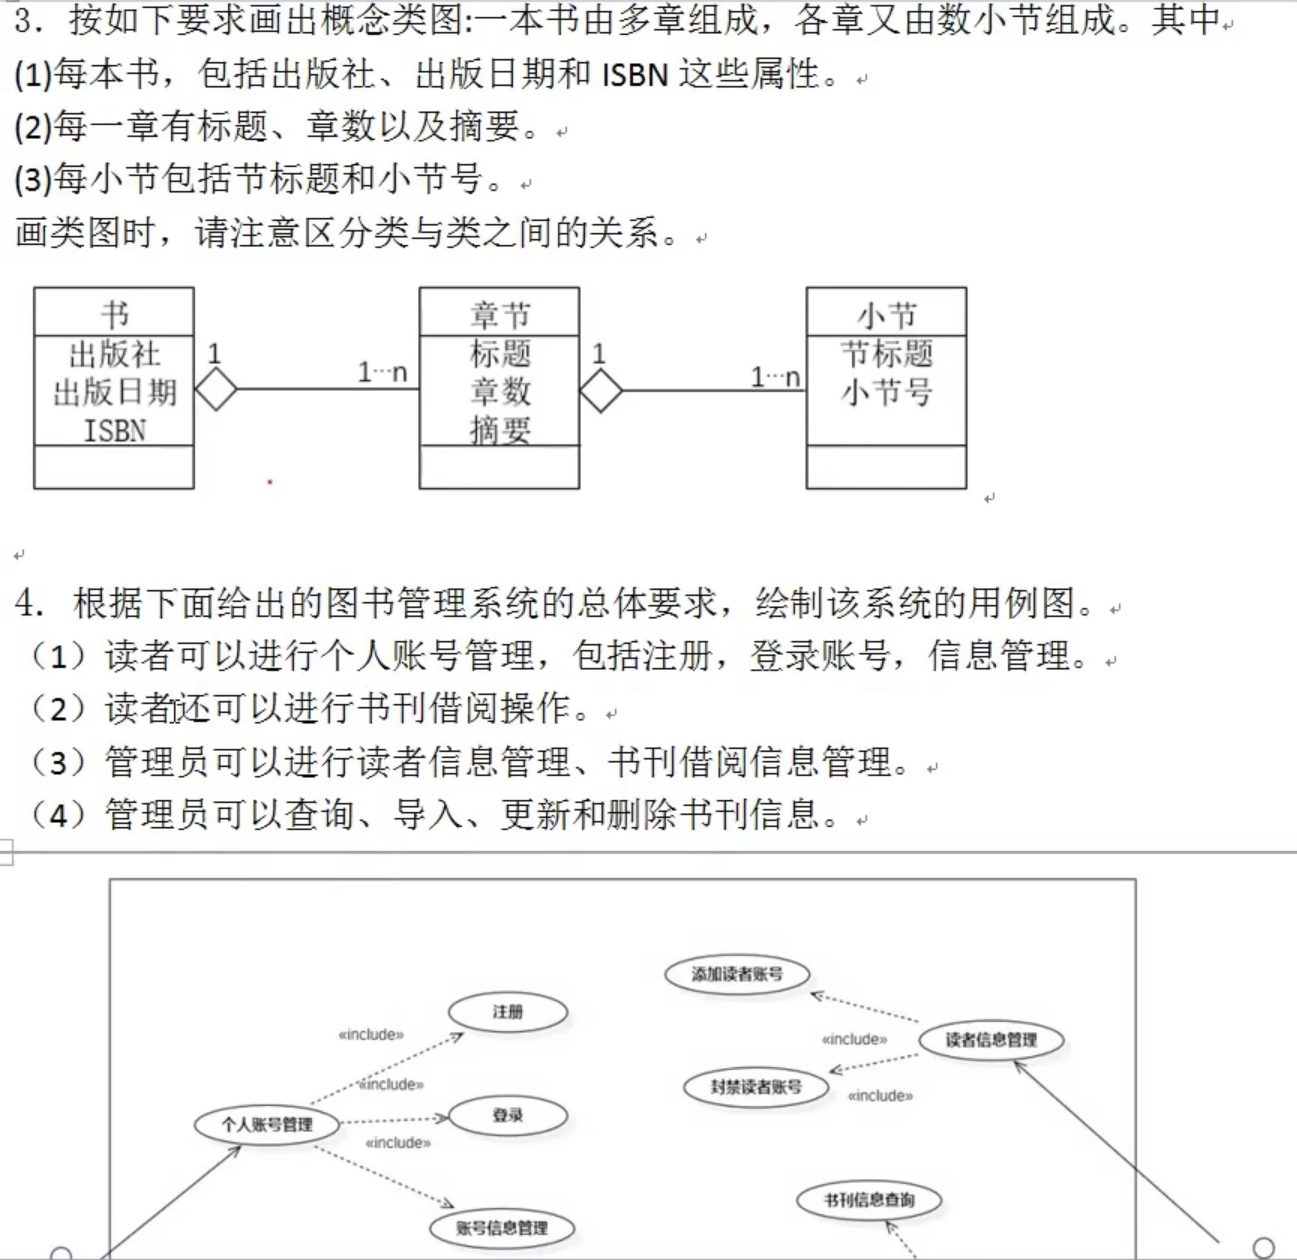 3. 按如下要求画出概念类图:一本书由多章组成，各章又由数小节组成。其中
(1)每本书，包括出版社、出版日期和 ISBN 这些属性。
(2)每一章有标题、章数以及摘要。
(3)每小节包括节标题和小节号。
画类图时，请注意区分类与类之间的关系。
书
出版社
出版日期
ISBN
1
1…n
章节
标题
章数
摘要
1
1…n
小节
节标题
小节号
4. 根据下面给出的图书管理系统的总体要求，绘制该系统的用例图。
（1）读者可以进行个人账号管理，包括注册，登录账号，信息管理。
（2）读者还可以进行书刊借阅操作。
（3）管理员可以进行读者信息管理、书刊借阅信息管理。
（4）管理员可以查询、导入、更新和删除书刊信息。
添加读者账号
注册
«include»
«include»
读者信息管理
«include»
封禁读者账号
«include»
个人账号管理
登录
«include»
书刊信息查询
账号信息管理